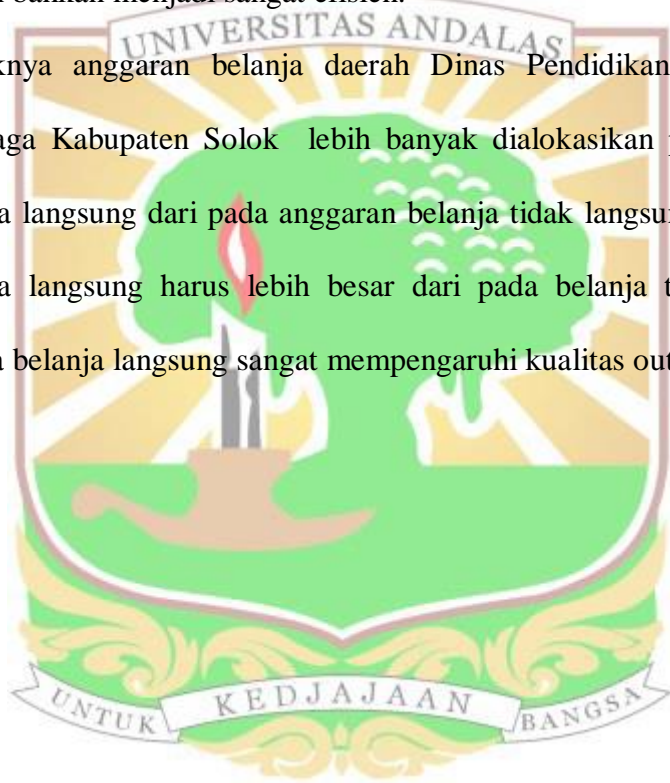 bahkan menjadi sangat efisien.
UNIVERSITAS ANDALAS
knya anggaran belanja daerah Dinas Pendidikan
aga Kabupaten Solok lebih banyak dialokasikan
a langsung dari pada anggaran belanja tidak langsu
a langsung harus lebih besar dari pada belanja t
a belanja langsung sangat mempengaruhi kualitas out
UNTUK KEDJAJAAN BANGSA